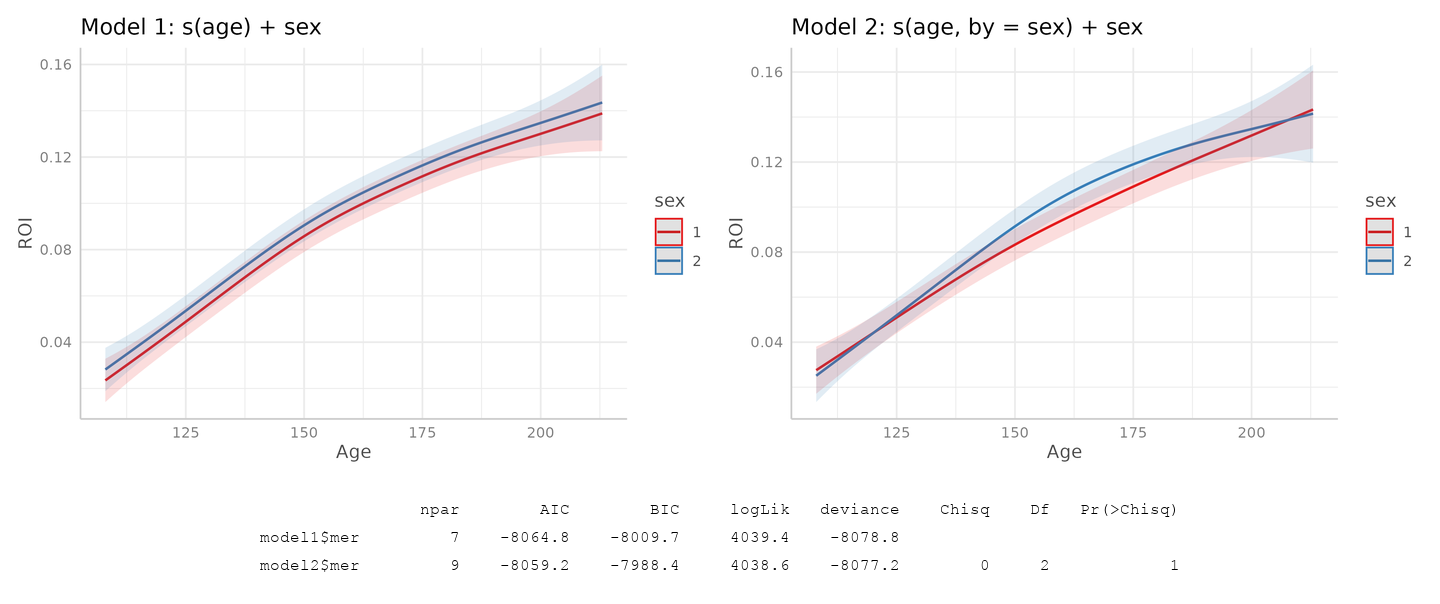 Model 1: s(age) + sex
0.16
0.12
0.08
0.04
ROI
125 150 175 200
Age
sex
1
2
Model 2: s(age, by = sex) + sex
0.16
0.12
0.08
0.04
ROI
125 150 175 200
Age
sex
1
2
npar AIC BIC logLik deviance Chisq Df Pr(>Chisq)
model1$mer 7 -8064.8 -8009.7 4039.4 -8078.8
model2$mer 9 -8059.2 -7988.4 4038.6 -8077.2 0 2 1